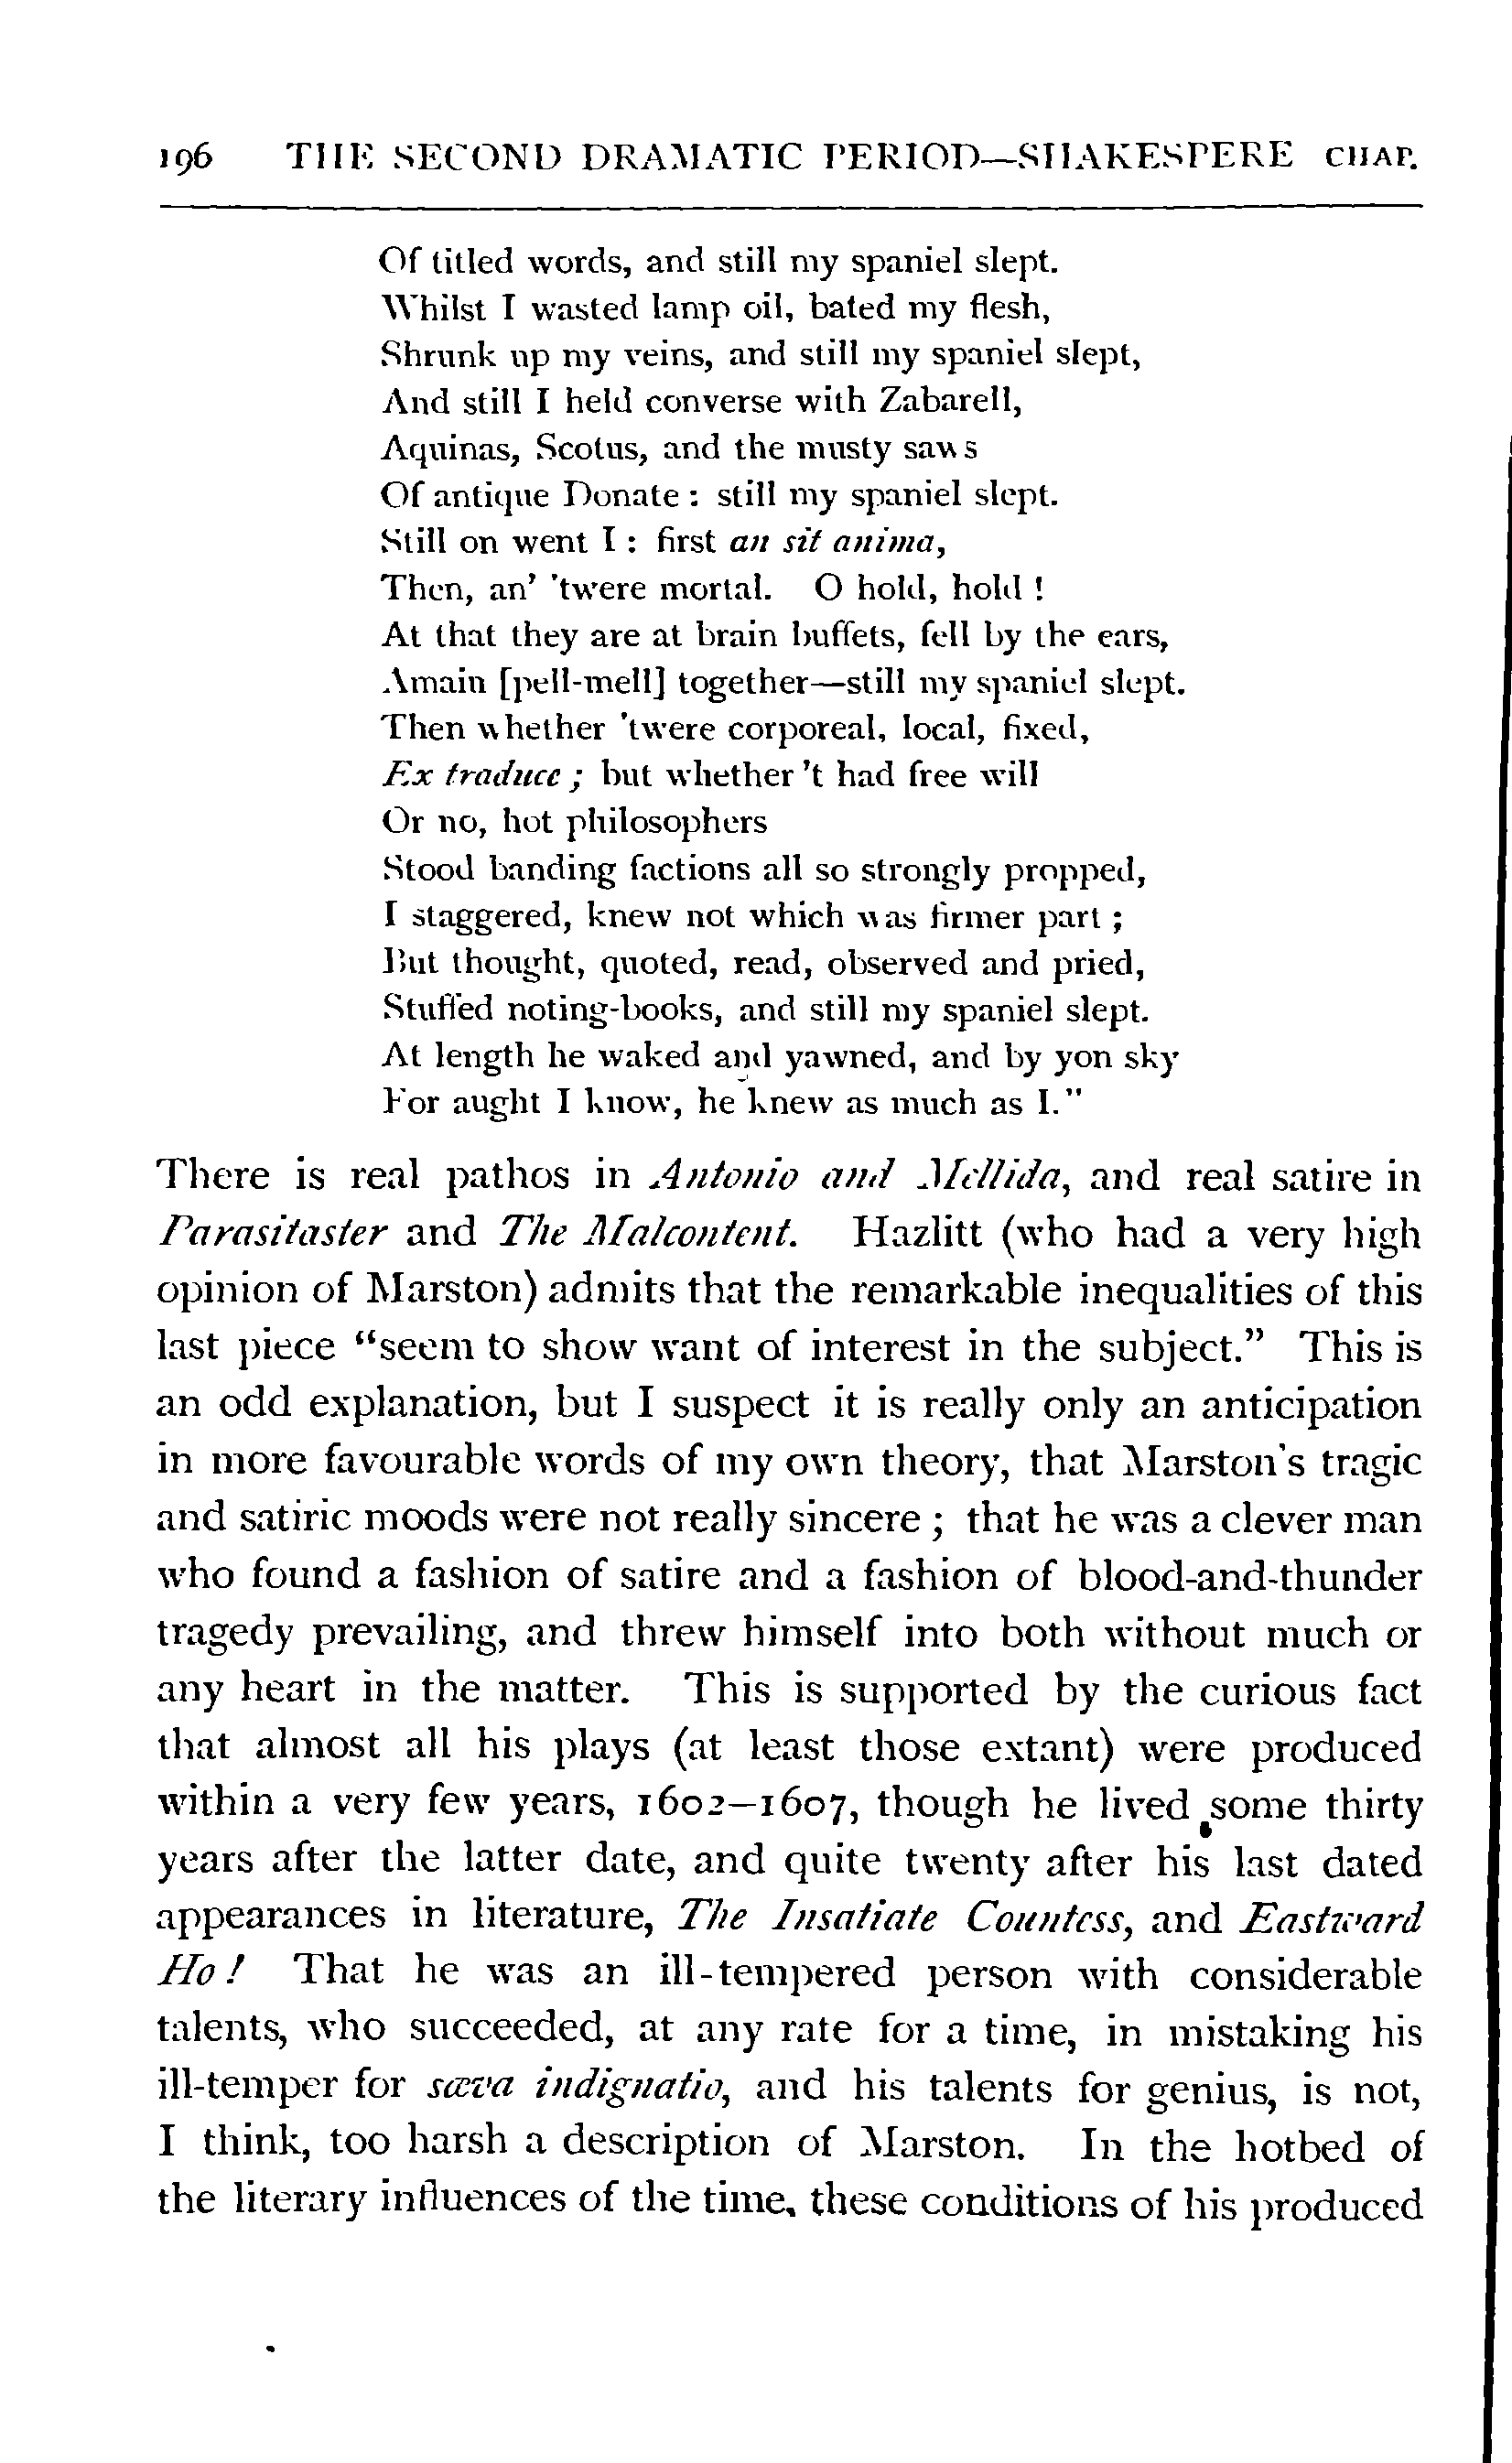 196 THE SECOND DRAMATIC PERIOD—SHAKESPERE CHAP.
Of titled words, and still my spaniel slept.
Whilst I wasted lamp oil, bated my flesh,
Shrunk up my veins, and still my spaniel slept,
And still I held converse with Zabarell,
Aquinas, Scotus, and the musty saws
Of antique Donate : still my spaniel slept.
Still on went I : first an sit anima,
Then, an' 'twere mortal. O hold, hold !
At that they are at brain buffets, fell by the ears,
Amain [pell-mell] together—still my spaniel slept.
Then whether 'twere corporeal, local, fixed,
Ex traduce ; but whether 't had free will
Or no, hot philosophers
Stood banding factions all so strongly propped,
I staggered, knew not which was firmer part ;
But thought, quoted, read, observed and pried,
Stuffed noting-books, and still my spaniel slept.
At length he waked and yawned, and by yon sky
For aught I know, he knew as much as I."
There is real pathos in Antonio and Mellida, and real satire in
Parasitaster and The Malcontent. Hazlitt (who had a very high
opinion of Marston) admits that the remarkable inequalities of this
last piece "seem to show want of interest in the subject." This is
an odd explanation, but I suspect it is really only an anticipation
in more favourable words of my own theory, that Marston's tragic
and satiric moods were not really sincere ; that he was a clever man
who found a fashion of satire and a fashion of blood-and-thunder
tragedy prevailing, and threw himself into both without much or
any heart in the matter. This is supported by the curious fact
that almost all his plays (at least those extant) were produced
within a very few years, 1602–1607, though he lived some thirty
years after the latter date, and quite twenty after his last dated
appearances in literature, The Insatiate Countess, and Eastward
Ho ! That he was an ill-tempered person with considerable
talents, who succeeded, at any rate for a time, in mistaking his
ill-temper for sæva indignatio, and his talents for genius, is not,
I think, too harsh a description of Marston. In the hotbed of
the literary influences of the time, these conditions of his produced